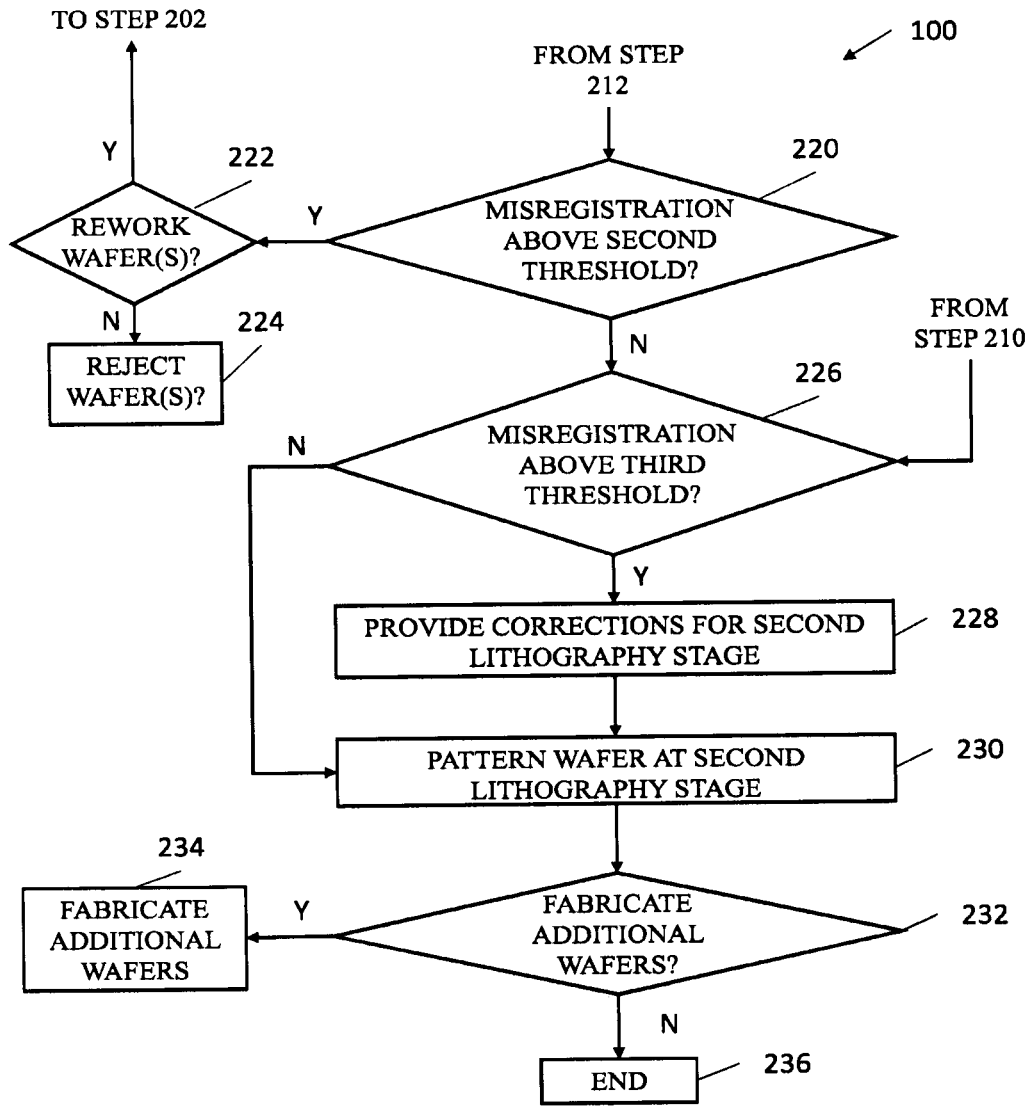 TO STEP 202
100
FROM STEP
212
Y
222
220
REWORK
WAFER(S)?
Y
MISREGISTRATION
ABOVE SECOND
THRESHOLD?
N
224
REJECT
WAFER(S)?
N
FROM
STEP 210
226
N
MISREGISTRATION
ABOVE THIRD
THRESHOLD?
Y
PROVIDE CORRECTIONS FOR SECOND
LITHOGRAPHY STAGE
228
PATTERN WAFER AT SECOND
LITHOGRAPHY STAGE
230
234
FABRICATE
ADDITIONAL
WAFERS
Y
FABRICATE
ADDITIONAL
WAFERS?
232
N
END
236